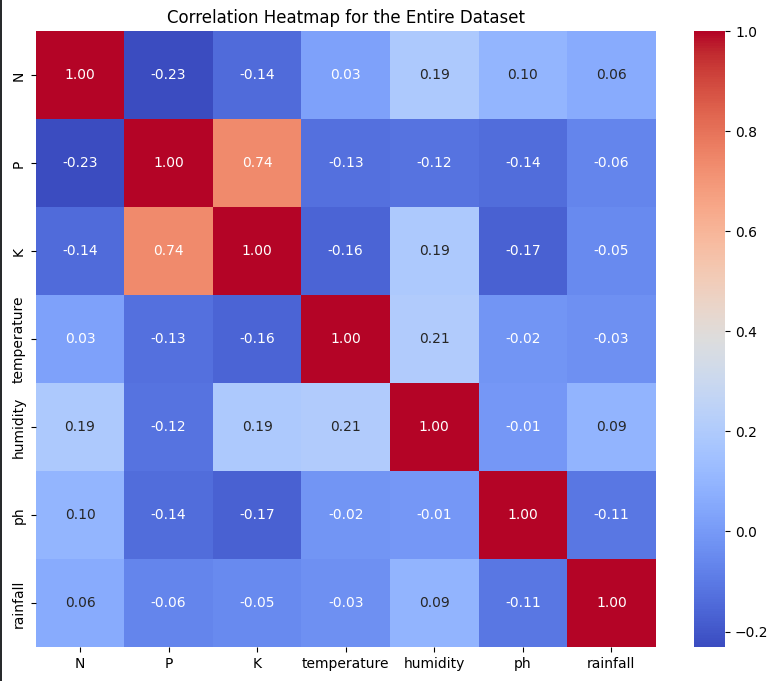 Correlation Heatmap for the Entire Dataset
N 1.00 -0.23 -0.14 0.03 0.19 0.10 0.06
P -0.23 1.00 0.74 -0.13 -0.12 -0.14 -0.06
K -0.14 0.74 1.00 -0.16 0.19 -0.17 -0.05
temperature 0.03 -0.13 -0.16 1.00 0.21 -0.02 -0.03
humidity 0.19 -0.12 0.19 0.21 1.00 -0.01 0.09
ph 0.10 -0.14 -0.17 -0.02 -0.01 1.00 -0.11
rainfall 0.06 -0.06 -0.05 -0.03 0.09 -0.11 1.00
N P K temperature humidity ph rainfall
1.0
0.8
0.6
0.4
0.2
0.0
−0.2